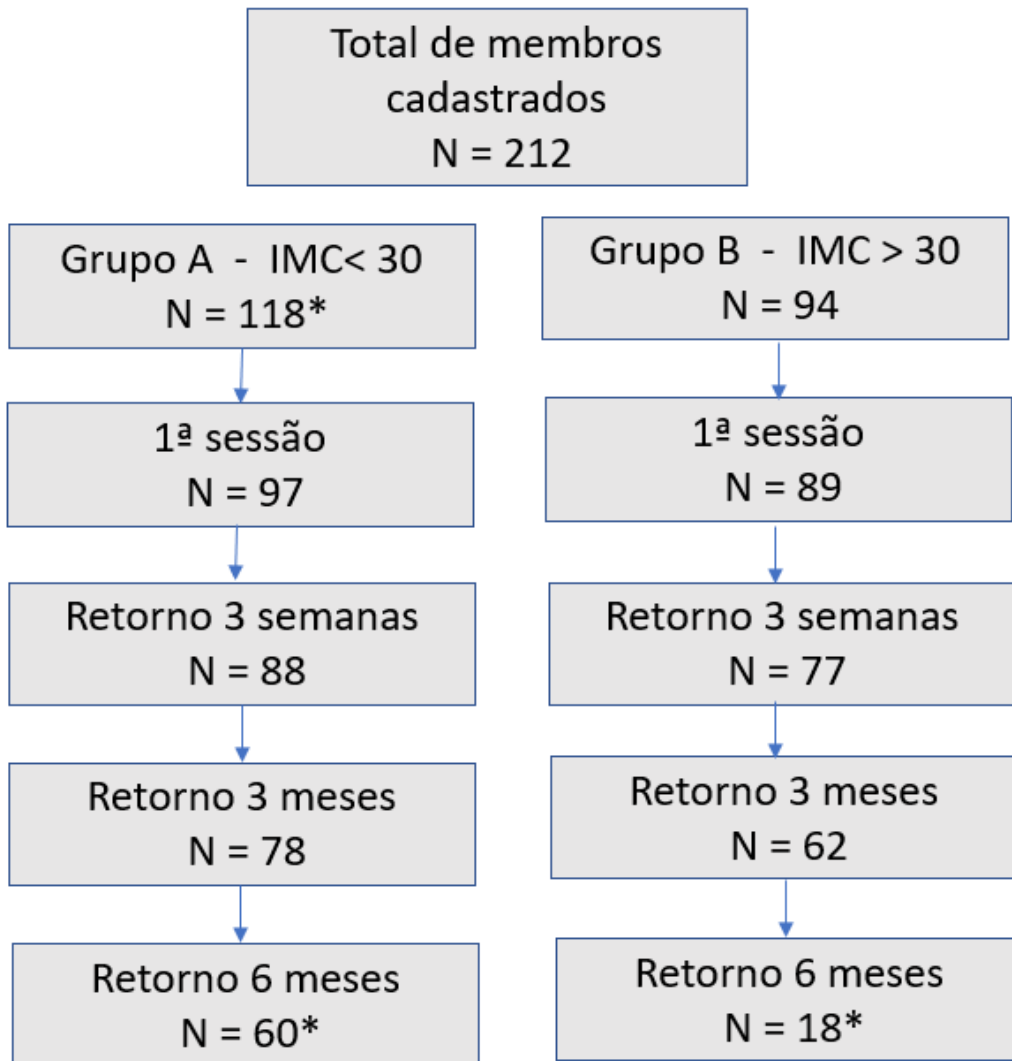 Total de membros
cadastrados
N = 212
Grupo A - IMC< 30
N = 118*
Grupo B - IMC > 30
N = 94
1ª sessão
N = 97
1ª sessão
N = 89
Retorno 3 semanas
N = 88
Retorno 3 semanas
N = 77
Retorno 3 meses
N = 78
Retorno 3 meses
N = 62
Retorno 6 meses
N = 60*
Retorno 6 meses
N = 18*